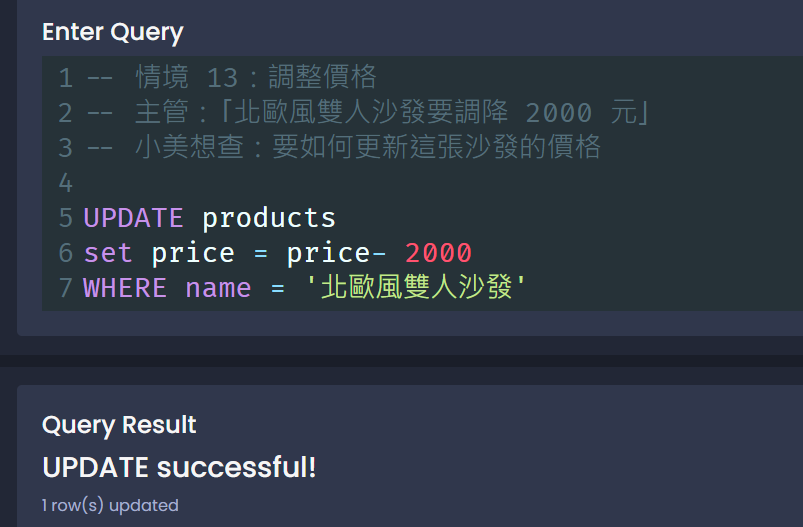 Enter Query
1 -- 情境 13：調整價格
2 -- 主管：「北歐風雙人沙發要調降 2000 元」
3 -- 小美想查：要如何更新這張沙發的價格
4
5 UPDATE products
6 set price = price- 2000
7 WHERE name = '北歐風雙人沙發'
Query Result
UPDATE successful!
1 row(s) updated